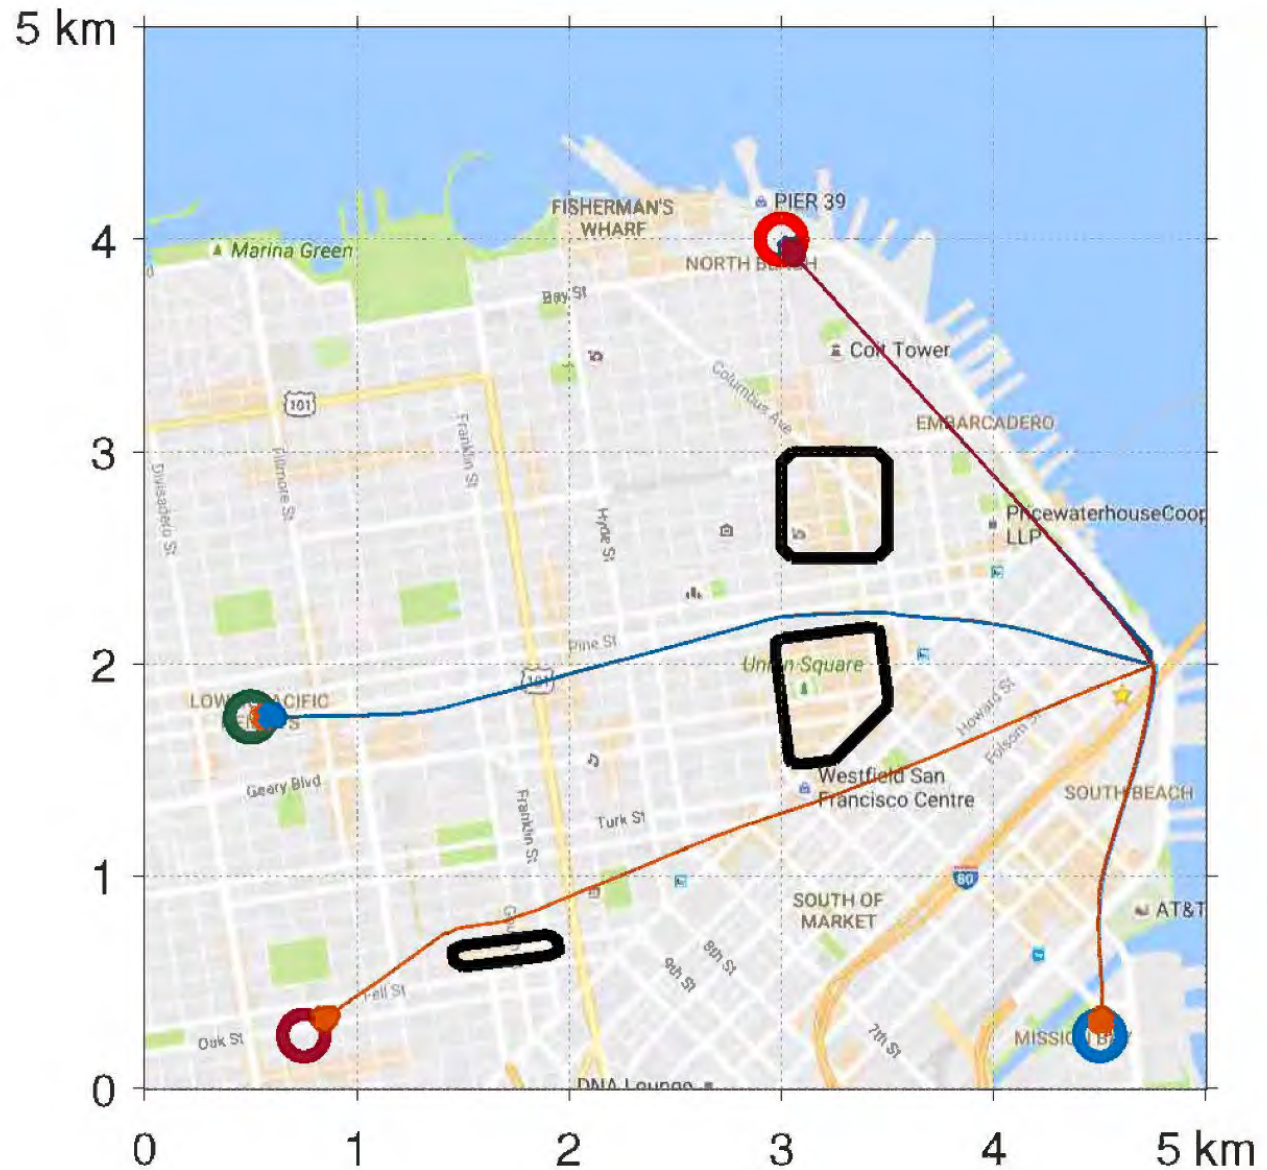 5 km
PIER 39
FISHERMAN'S
WHARF
4
Marina Green
NORTH BEACH
Bay St
Coit Tower
101
Columbus Ave
EMBARCADERO
Franklin St
3
Fillmore St
Divisadero St
Hyde St
PricewaterhouseCoop
LLP
Pine St
2
Union Square
101
LOWER PACIFIC
Howard St
Folsom St
Geary Blvd
Westfield San
Francisco Centre
SOUTH BEACH
Franklin St
Turk St
1
80
SOUTH OF
MARKET
AT&T
8th St
9th St
Fell St
Oak St
7th St
MISSION BAY
0
DNA Lounge
0
1
2
3
4
5 km